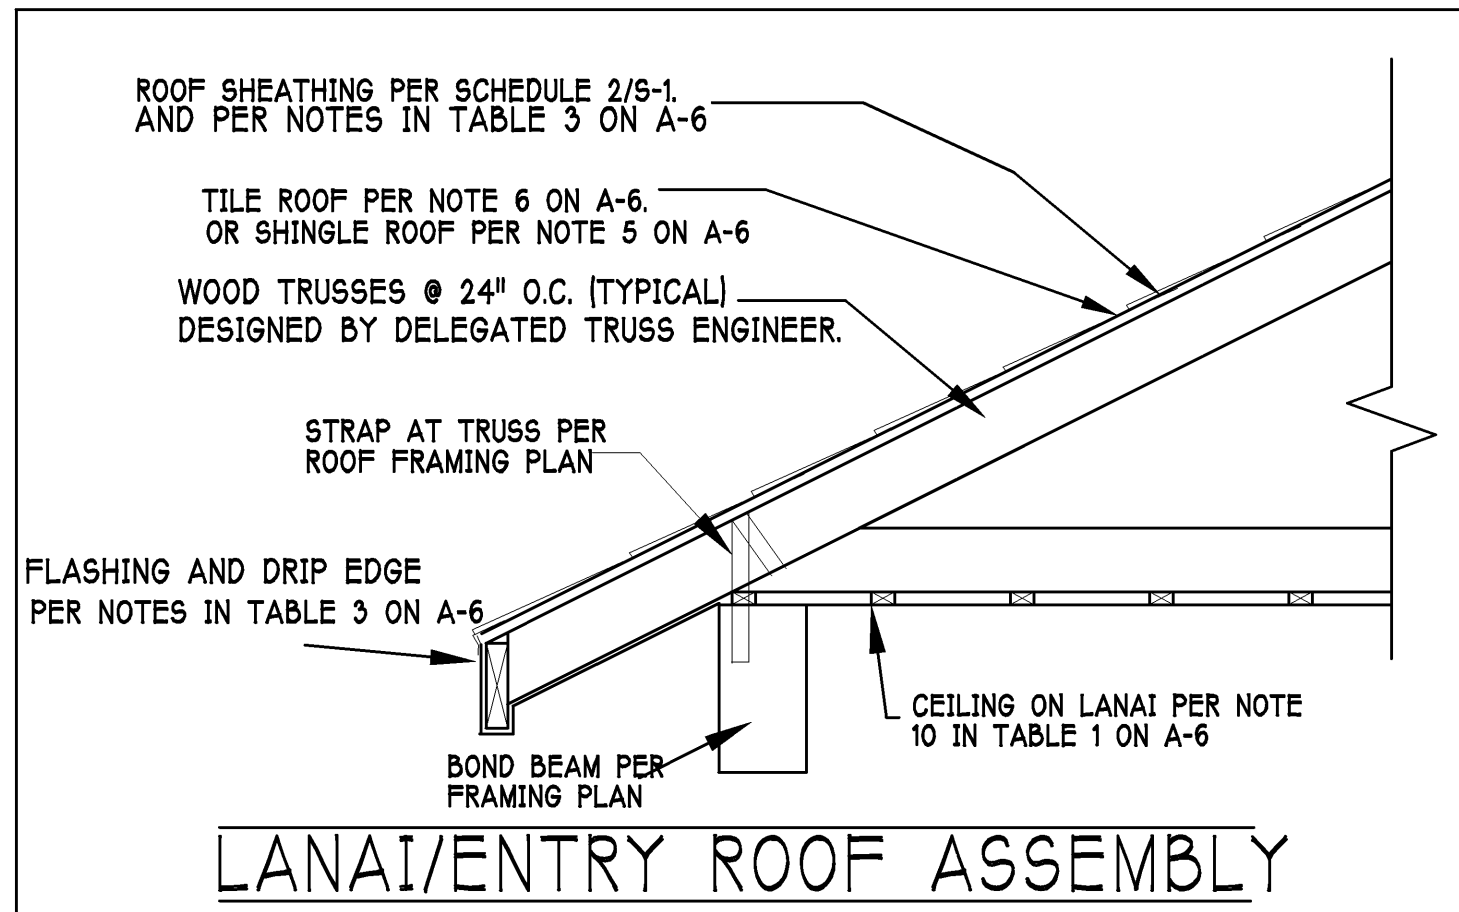 ROOF SHEATHING PER SCHEDULE 2/S-1.
AND PER NOTES IN TABLE 3 ON A-6
TILE ROOF PER NOTE 6 ON A-6.
OR SHINGLE ROOF PER NOTE 5 ON A-6
WOOD TRUSSES @ 24" O.C. (TYPICAL)
DESIGNED BY DELEGATED TRUSS ENGINEER.
STRAP AT TRUSS PER
ROOF FRAMING PLAN
FLASHING AND DRIP EDGE
PER NOTES IN TABLE 3 ON A-6
CEILING ON LANAI PER NOTE
10 IN TABLE 1 ON A-6
BOND BEAM PER
FRAMING PLAN
LANAI/ENTRY ROOF ASSEMBLY